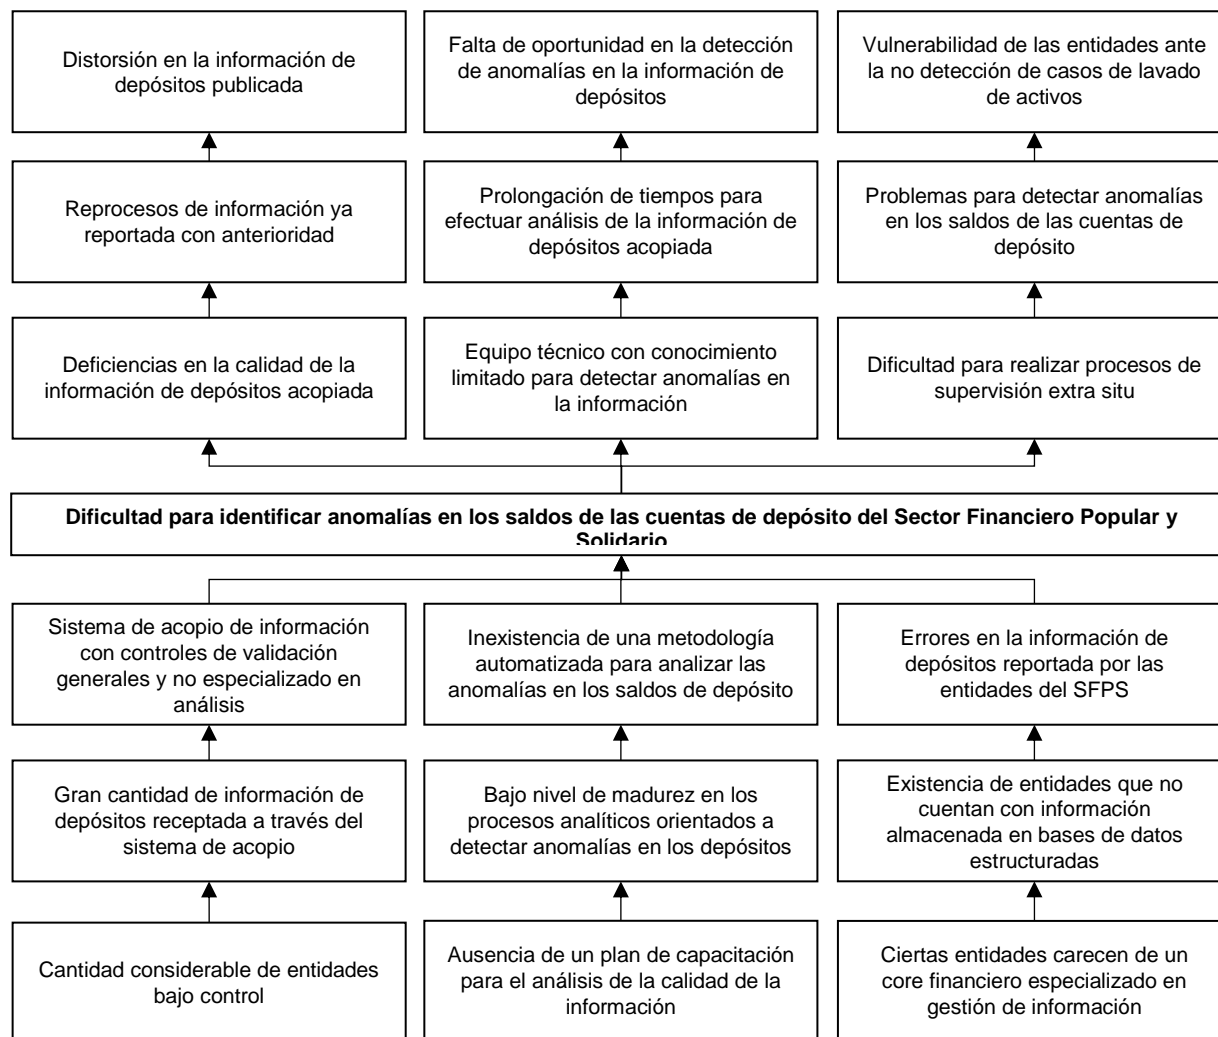 Distorsión en la información de
depósitos publicada
Falta de oportunidad en la detección
de anomalías en la información de
depósitos
Vulnerabilidad de las entidades ante
la no detección de casos de lavado
de activos
Reprocesos de información ya
reportada con anterioridad
Prolongación de tiempos para
efectuar análisis de la información de
depósitos acopiada
Problemas para detectar anomalías
en los saldos de las cuentas de
depósito
Deficiencias en la calidad de la
información de depósitos acopiada
Equipo técnico con conocimiento
limitado para detectar anomalías en
la información
Dificultad para realizar procesos de
supervisión extra situ
Dificultad para identificar anomalías en los saldos de las cuentas de depósito del Sector Financiero Popular y
Solidario
Sistema de acopio de información
con controles de validación
generales y no especializado en
análisis
Inexistencia de una metodología
automatizada para analizar las
anomalías en los saldos de depósito
Errores en la información de
depósitos reportada por las
entidades del SFPS
Gran cantidad de información de
depósitos receptada a través del
sistema de acopio
Bajo nivel de madurez en los
procesos analíticos orientados a
detectar anomalías en los depósitos
Existencia de entidades que no
cuentan con información
almacenada en bases de datos
estructuradas
Cantidad considerable de entidades
bajo control
Ausencia de un plan de capacitación
para el análisis de la calidad de la
información
Ciertas entidades carecen de un
core financiero especializado en
gestión de información